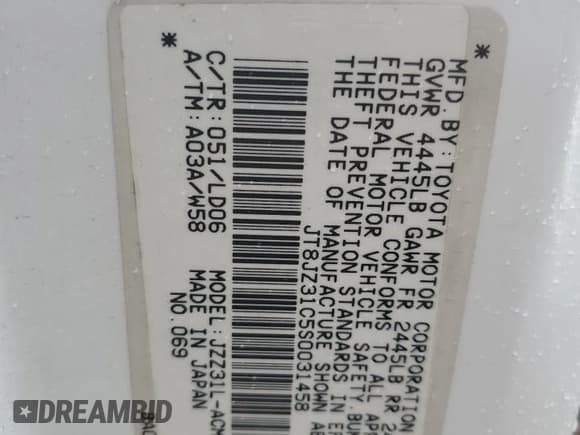 MFD.BY:TOYOTA MOTOR CORPORATION
GVWR 4445LB GAWR FR 2445LB RR
THIS VEHICLE CONFORMS TO ALL
FEDERAL MOTOR VEHICLE SAFETY.
THEFT PREVENTION STANDARDS IN
THE DATE OF MANUFACTURE SHOWN
JT8JZ31C5S0031458
C/TR: 051/LD06 MODEL:
A/TM: A03A/W58 MADE IN JAPAN
NO.069
DREAMBID